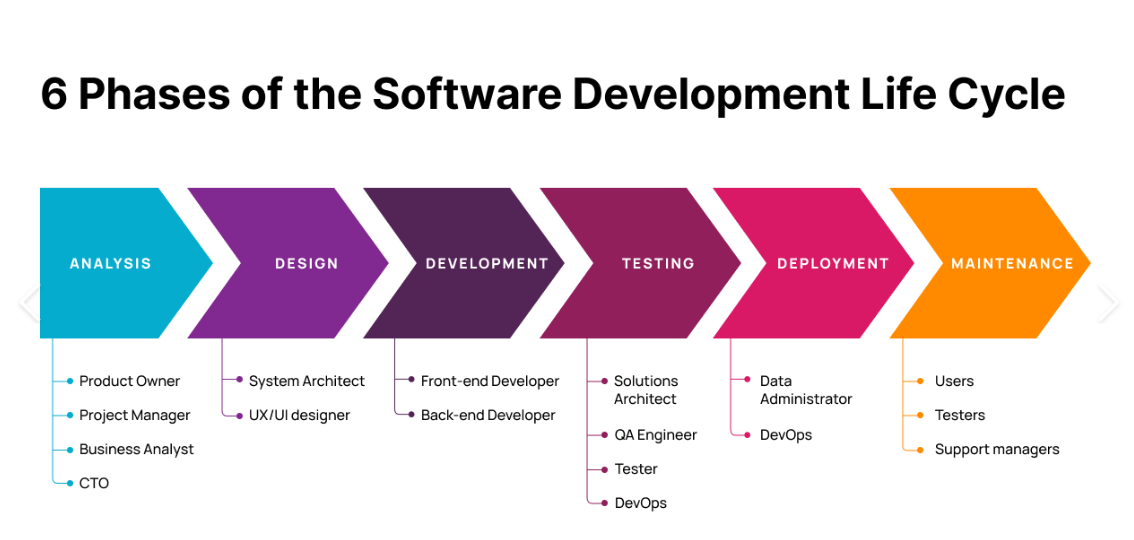 6 Phases of the Software Development Life Cycle
ANALYSIS
DESIGN
DEVELOPMENT
TESTING
DEPLOYMENT
MAINTENANCE
Product Owner
Project Manager
Business Analyst
CTO
System Architect
UX/UI designer
Front-end Developer
Back-end Developer
Solutions
Architect
QA Engineer
Tester
DevOps
Data
Administrator
DevOps
Users
Testers
Support managers